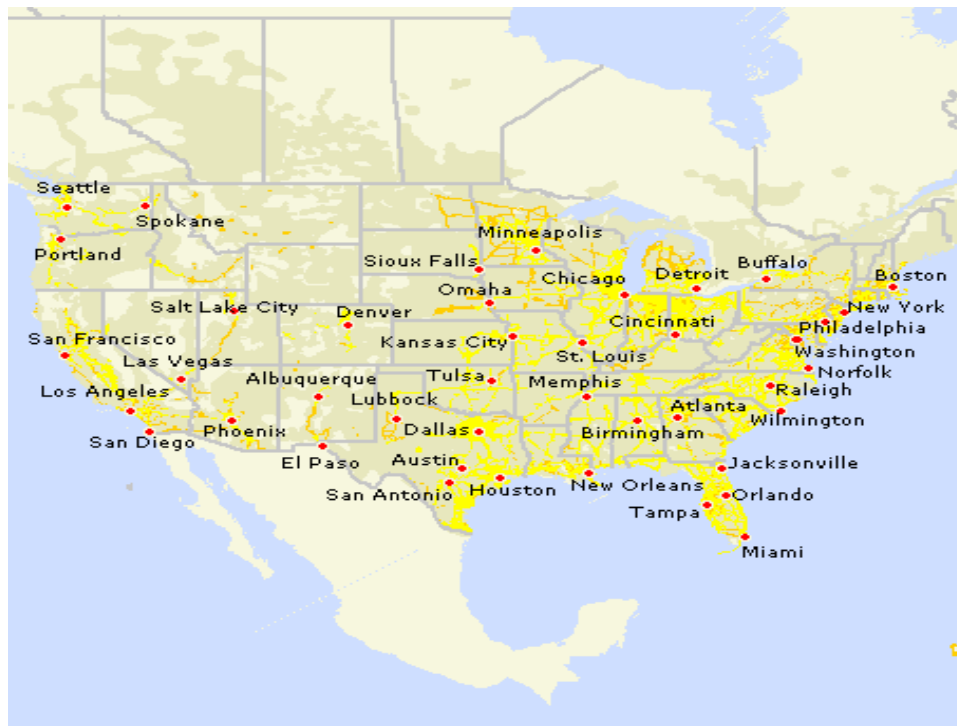 Seattle
Spokane
Portland
Minneapolis
Sioux Falls
Chicago
Detroit
Buffalo
Boston
Omaha
Salt Lake City
Denver
New York
Cincinnati
Philadelphia
San Francisco
Kansas City
St. Louis
Washington
Las Vegas
Norfolk
Los Angeles
Albuquerque
Tulsa
Memphis
Raleigh
Lubbock
Atlanta
Wilmington
San Diego
Phoenix
Dallas
Birmingham
El Paso
Austin
Jacksonville
San Antonio
Houston
New Orleans
Orlando
Tampa
Miami